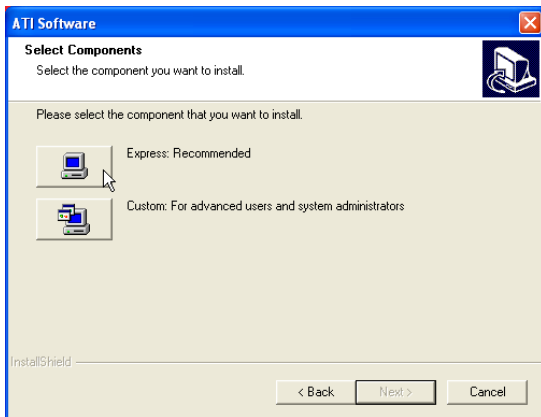 ATI Software
Select Components
Select the component you want to install.
Please select the component that you want to install.
Express: Recommended
Custom: For advanced users and system administrators
InstallShield
< Back Next > Cancel